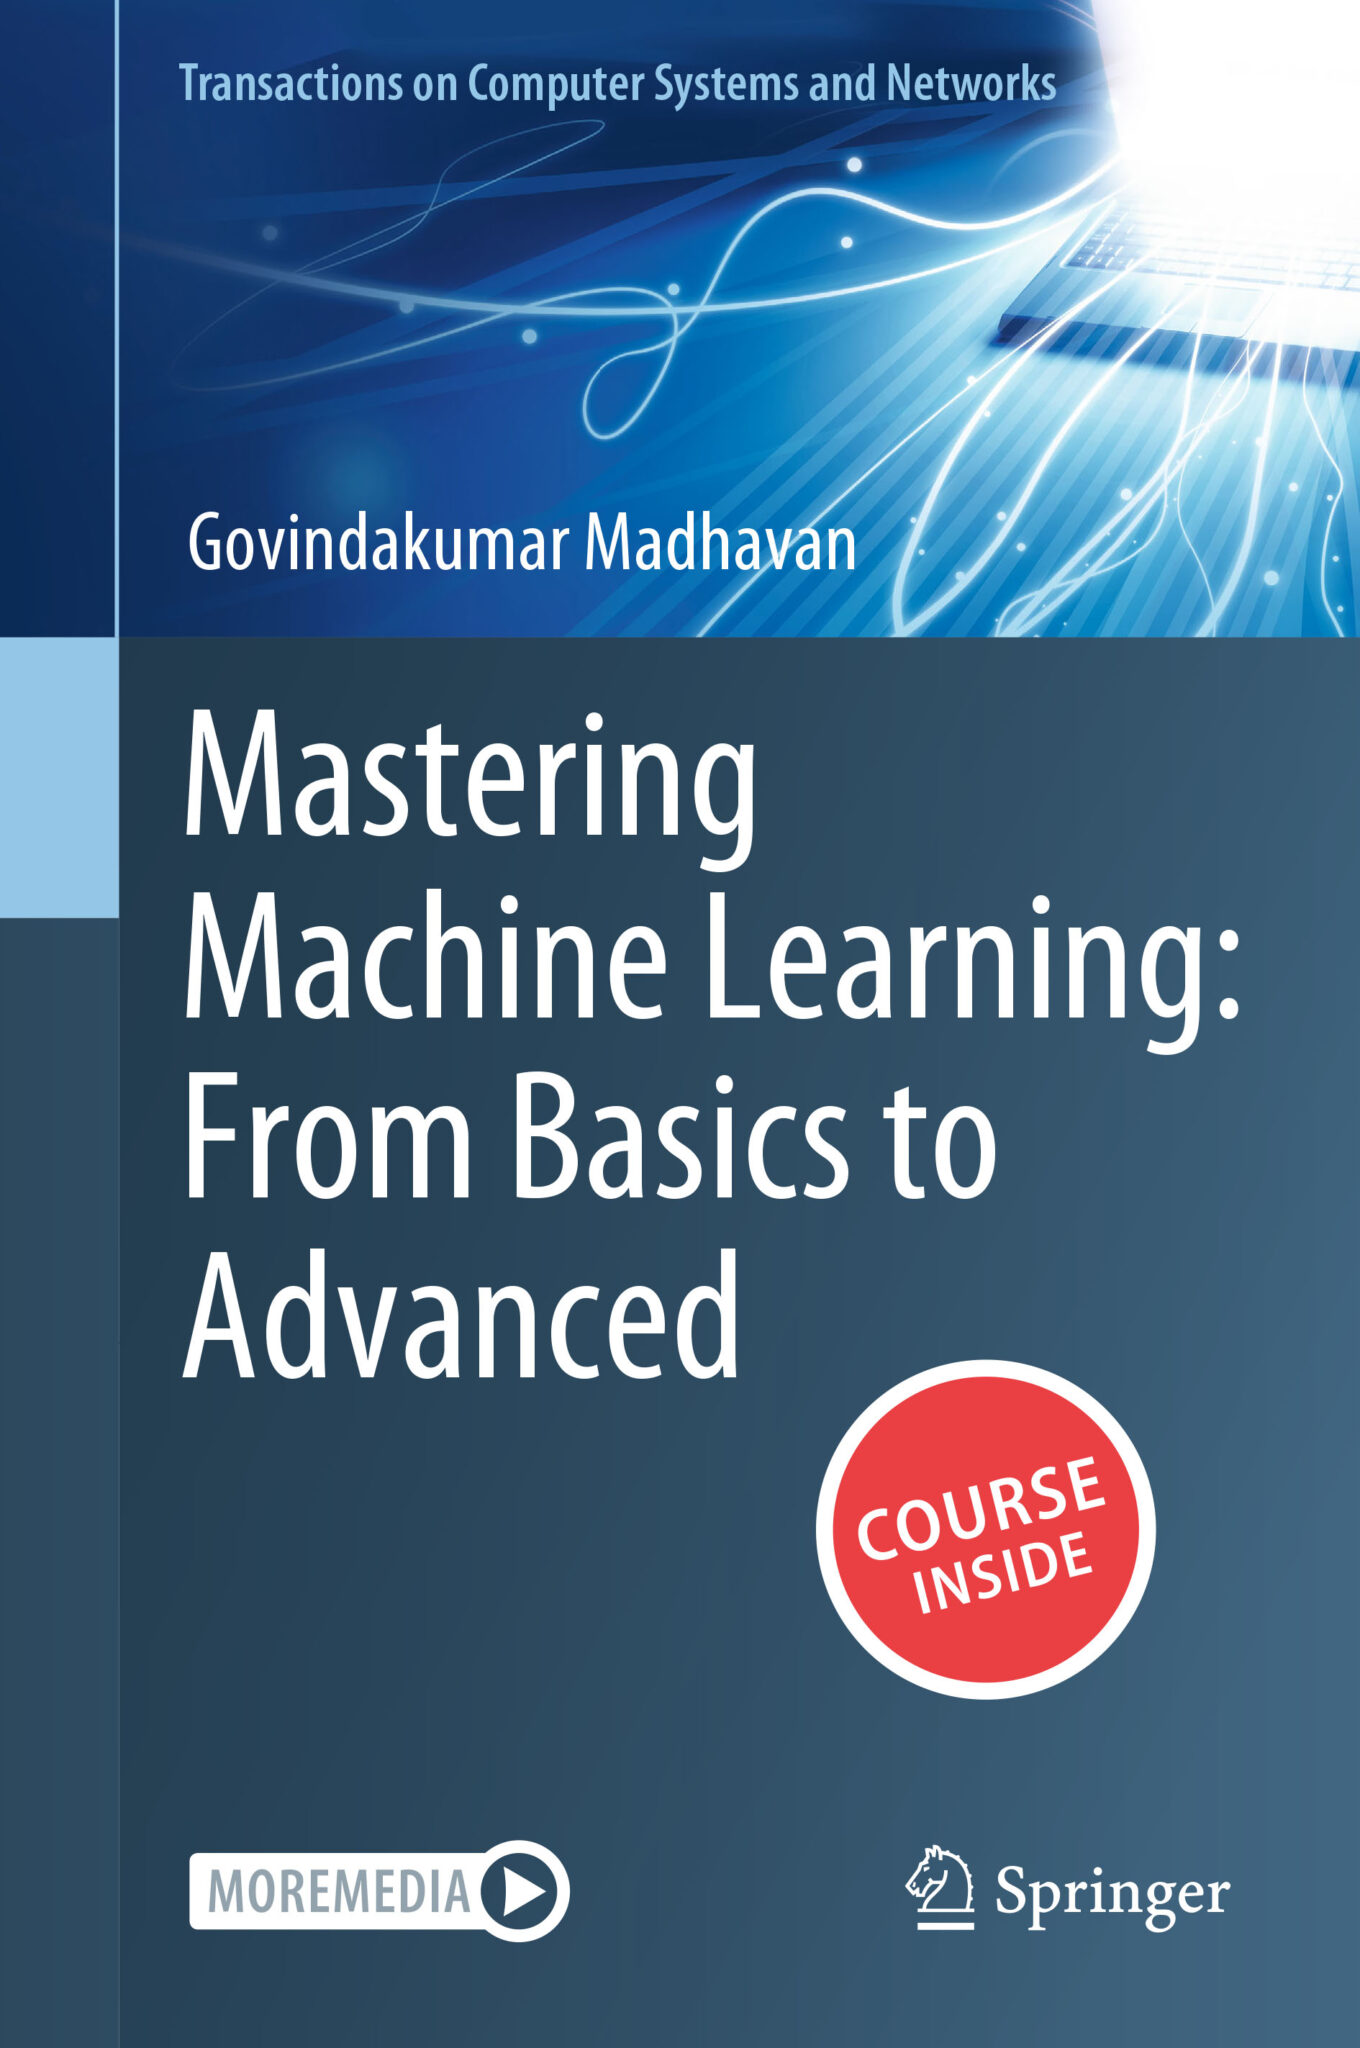 Transactions on Computer Systems and Networks
Govindakumar Madhavan
Mastering
Machine Learning:
From Basics to
Advanced
COURSE
INSIDE
MOREMEDIA
Springer